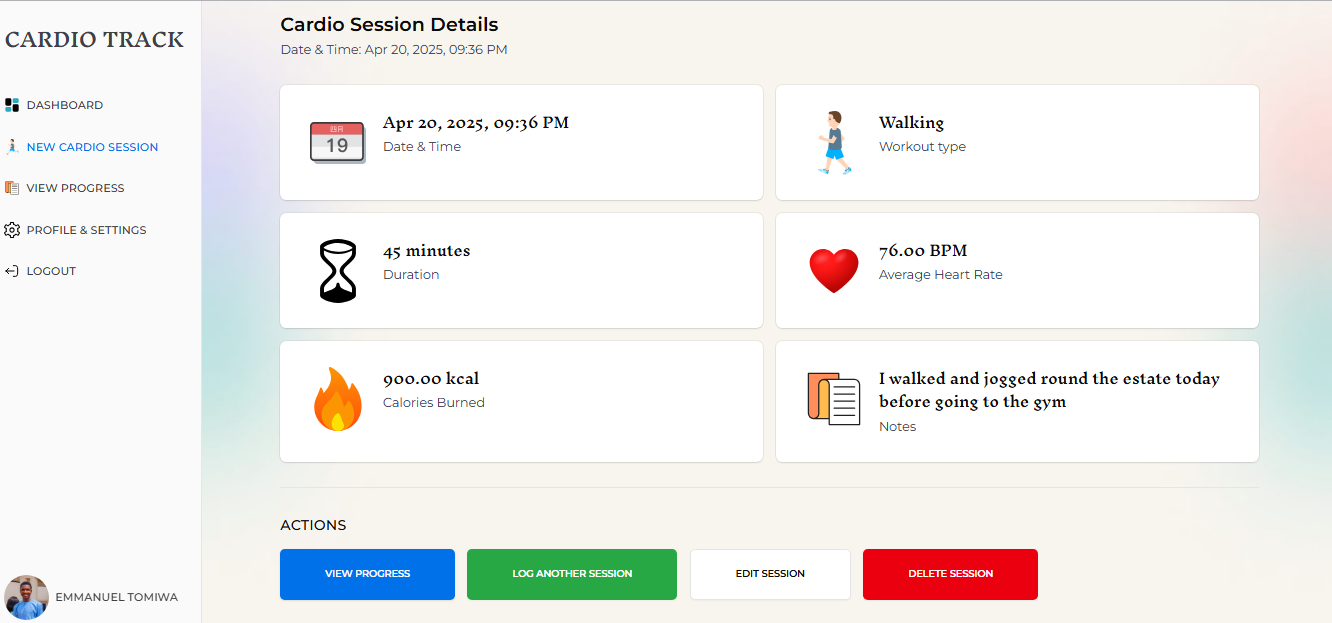 CARDIO TRACK
DASHBOARD
NEW CARDIO SESSION
VIEW PROGRESS
PROFILE & SETTINGS
LOGOUT
EMMANUEL TOMIWA
Cardio Session Details
Date & Time: Apr 20, 2025, 09:36 PM
四月
19
Apr 20, 2025, 09:36 PM
Date & Time
Walking
Workout type
45 minutes
Duration
76.00 BPM
Average Heart Rate
900.00 kcal
Calories Burned
I walked and jogged round the estate today
before going to the gym
Notes
ACTIONS
VIEW PROGRESS
LOG ANOTHER SESSION
EDIT SESSION
DELETE SESSION